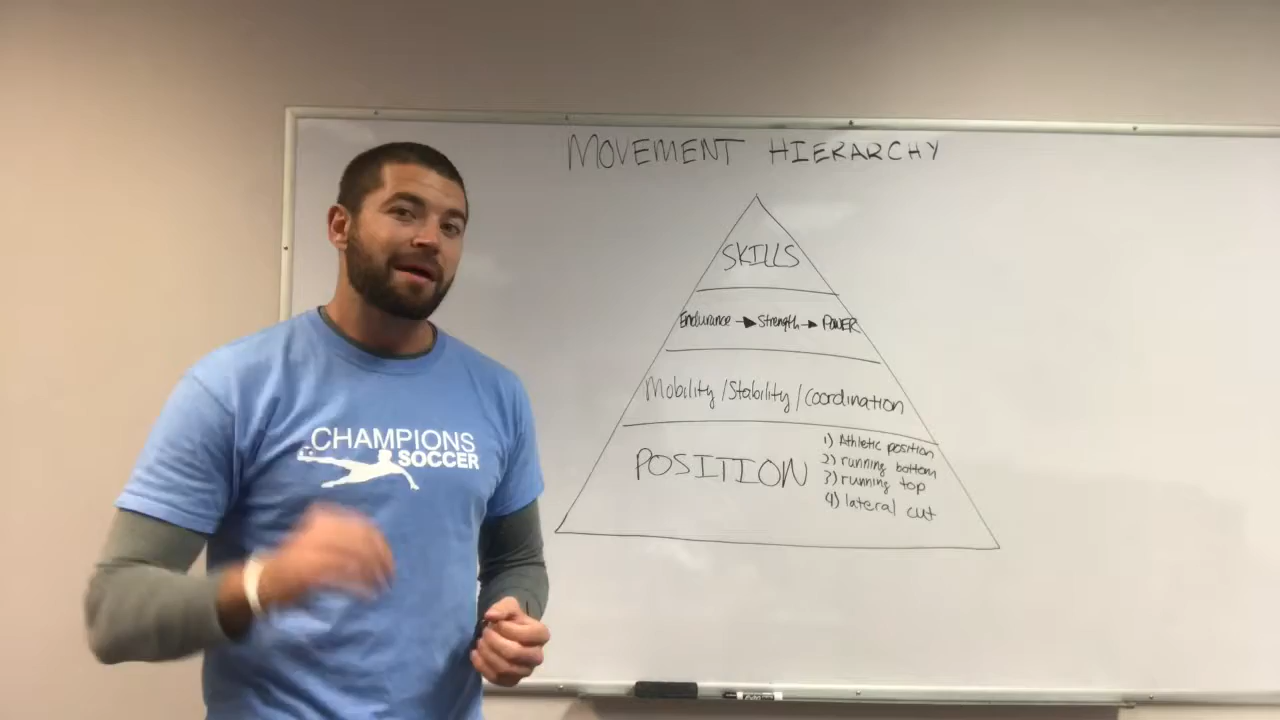 MOVEMENT HIERARCHY
SKILLS
Endurance → Strength → POWER
Mobility/Stability/Coordination
POSITION
1) Athletic position
2) running bottom
3) running top
4) lateral cut
CHAMPIONS
SOCCER